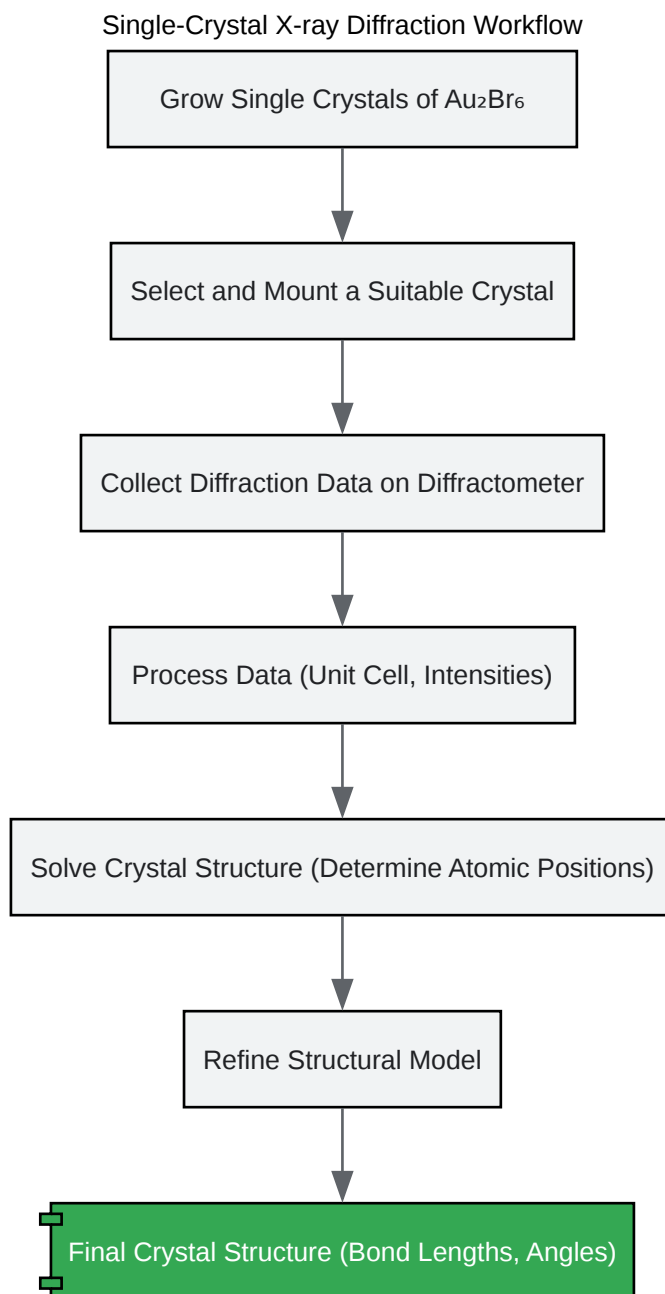 Single-Crystal X-ray Diffraction Workflow
Grow Single Crystals of Au₂Br₆
Select and Mount a Suitable Crystal
Collect Diffraction Data on Diffractometer
Process Data (Unit Cell, Intensities)
Solve Crystal Structure (Determine Atomic Positions)
Refine Structural Model
Final Crystal Structure (Bond Lengths, Angles)